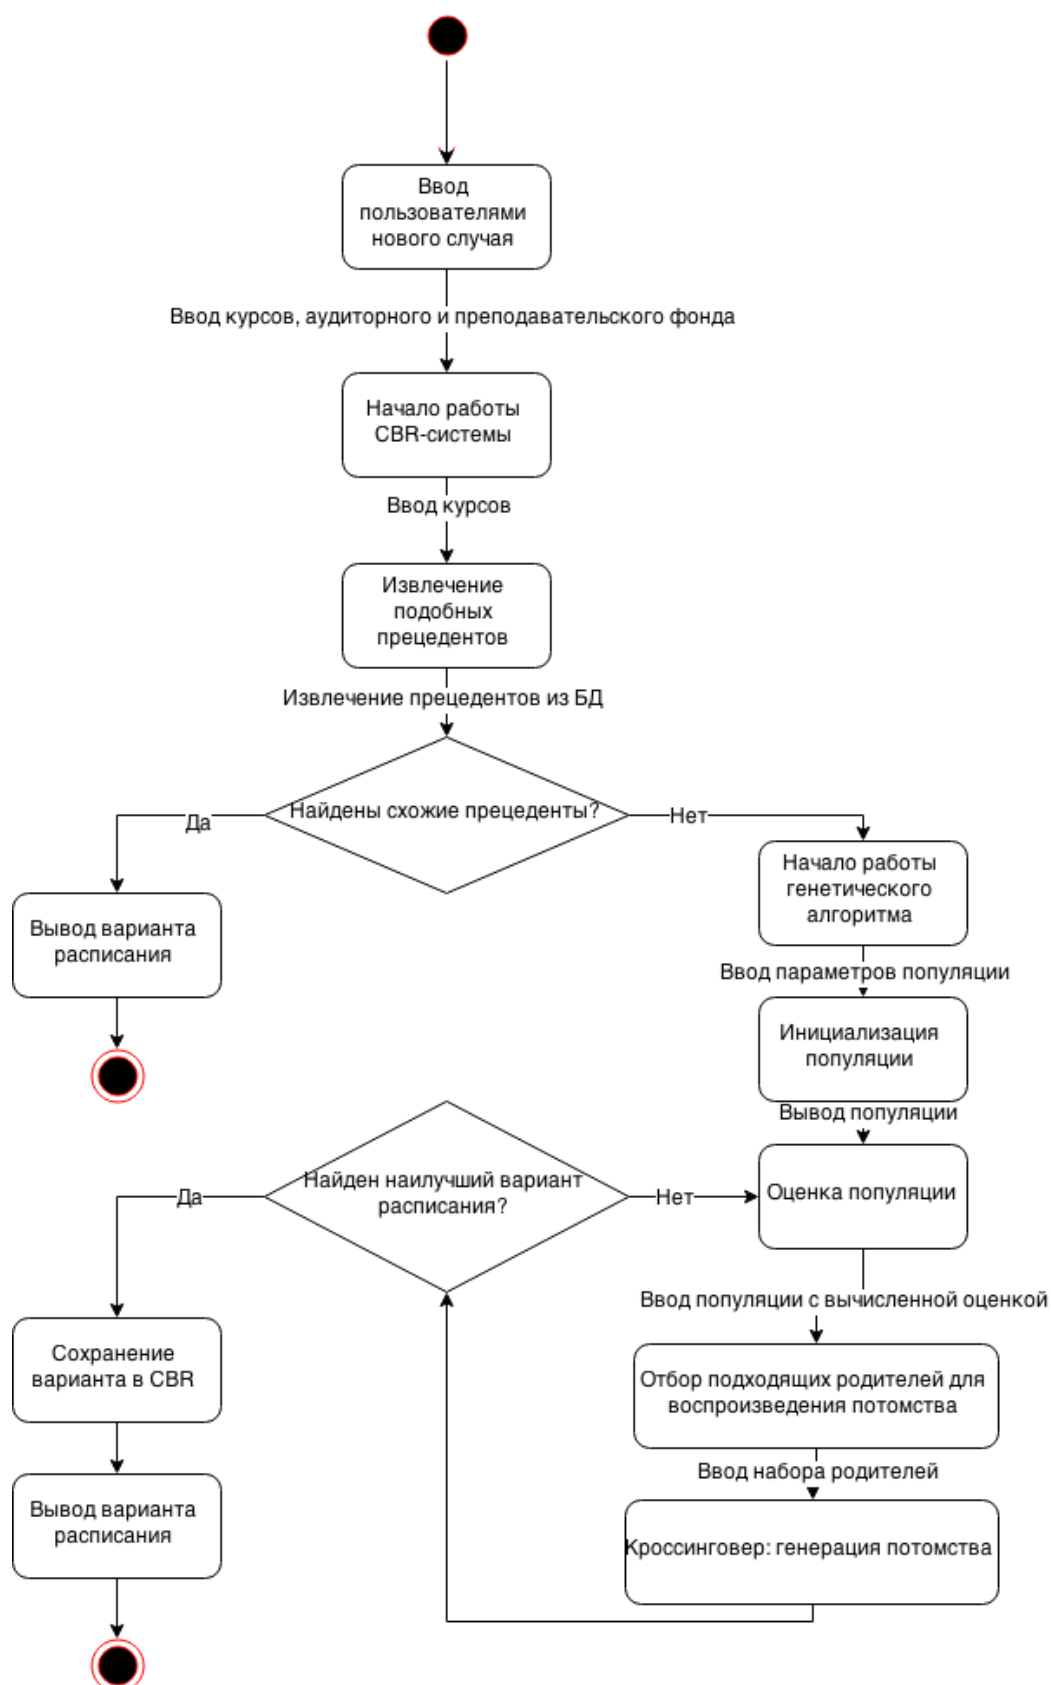 Ввод
пользователями
нового случая
Ввод курсов, аудиторного и преподавательского фонда
Начало работы
CBR-системы
Ввод курсов
Извлечение
подобных
прецедентов
Извлечение прецедентов из БД
Найдены схожие прецеденты?
Да
Нет
Вывод варианта
расписания
Начало работы
генетического
алгоритма
Ввод параметров популяции
Инициализация
популяции
Вывод популяции
Оценка популяции
Найден наилучший вариант
расписания?
Да
Нет
Ввод популяции с вычисленной оценкой
Отбор подходящих родителей для
воспроизведения потомства
Ввод набора родителей
Кроссинговер: генерация потомства
Сохранение
варианта в CBR
Вывод варианта
расписания